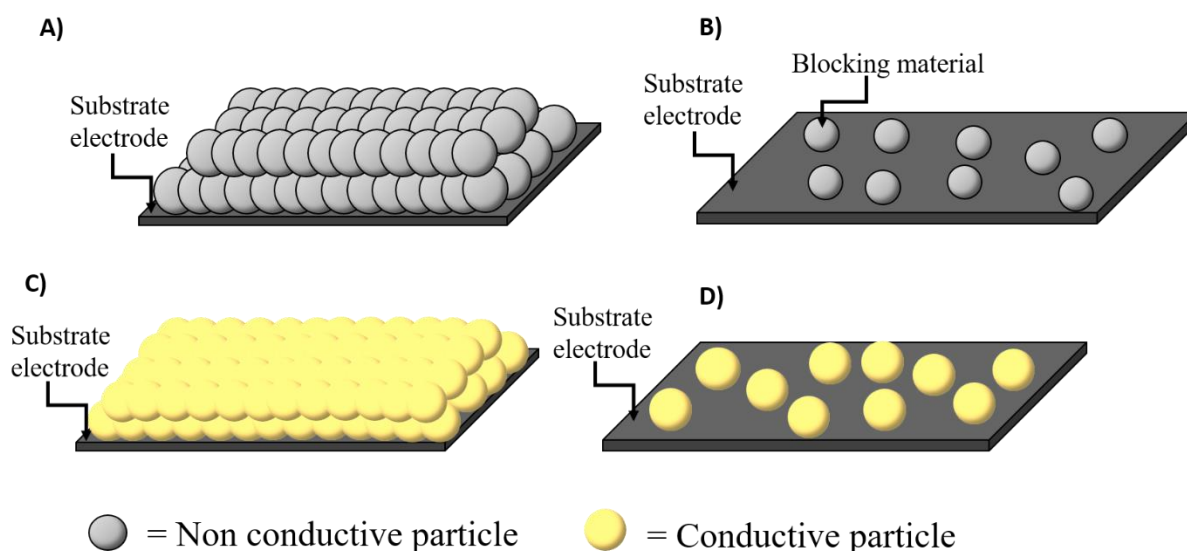 A)
Substrate
electrode
B)
Blocking material
Substrate
electrode
C)
Substrate
electrode
D)
Substrate
electrode
= Non conductive particle
= Conductive particle